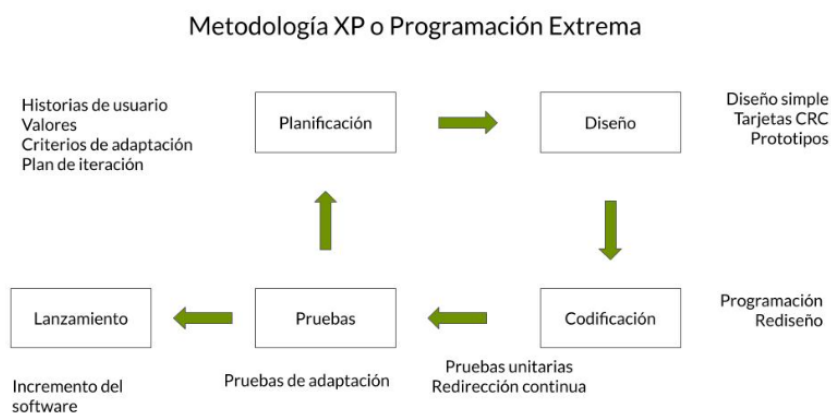 Metodología XP o Programación Extrema
Historias de usuario
Valores
Criterios de adaptación
Plan de iteración
Planificación
Diseño
Diseño simple
Tarjetas CRC
Prototipos
Lanzamiento
Pruebas
Codificación
Programación
Rediseño
Incremento del
software
Pruebas de adaptación
Pruebas unitarias
Redirección continua